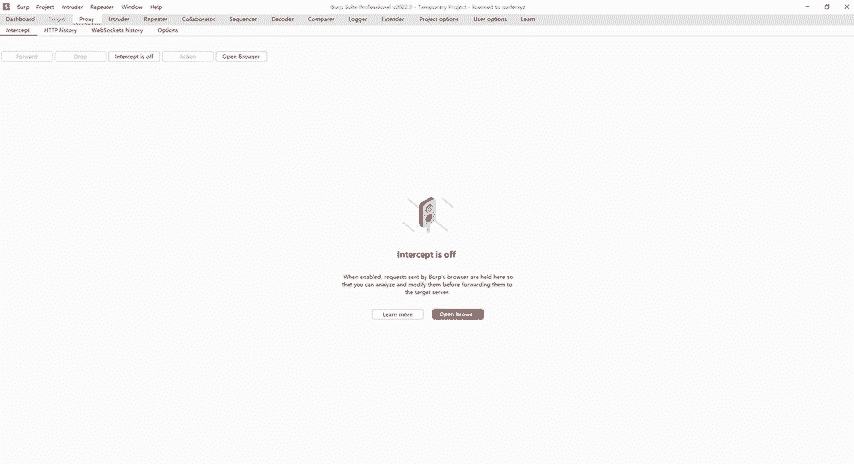 Burp Project Intruder Repeater Window Help
Burp Suite Professional
Temporary Project - licensed to
Dashboard Target Proxy Intruder Repeater Collaborator Sequencer Decoder Comparer Logger Extender Project options User options Learn
Intercept HTTP history WebSockets history Options
Forward Drop Intercept is off Action Open Browser
Intercept is off
When enabled, requests sent by Burp's browser are held here so
that you can analyze and modify them before forwarding them to
the target server.
Learn more Open browser